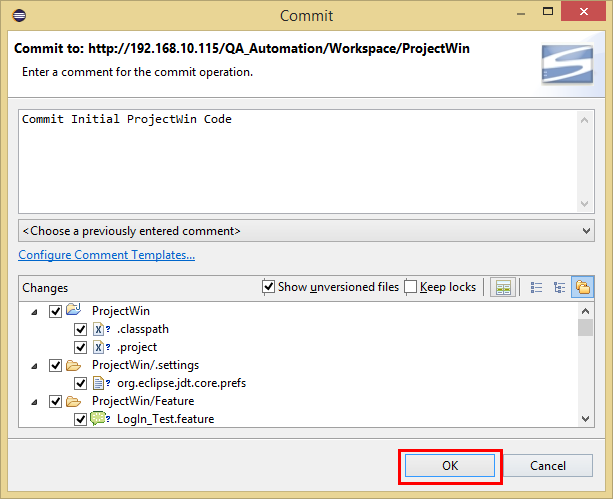 Commit
Commit to: http://192.168.10.115/QA_Automation/Workspace/ProjectWin
Enter a comment for the commit operation.
Commit Initial ProjectWin Code
<Choose a previously entered comment>
Configure Comment Templates...
Changes Show unversioned files Keep locks
ProjectWin
.classpath
.project
ProjectWin/.settings
org.eclipse.jdt.core.prefs
ProjectWin/Feature
LogIn_Test.feature
OK Cancel